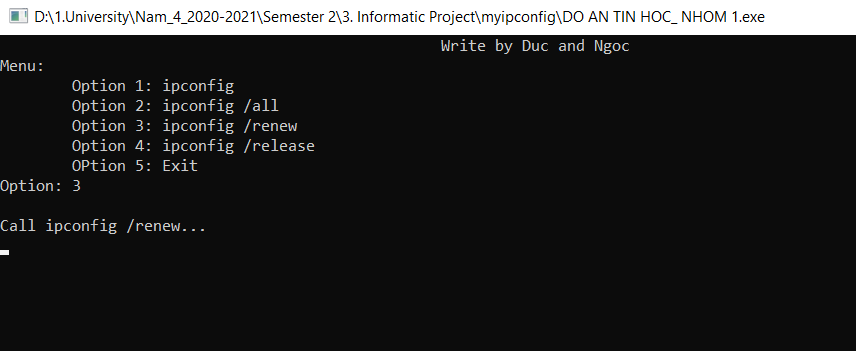 D:\1.University\Nam_4_2020-2021\Semester 2\3. Informatic Project\myipconfig\DO AN TIN HOC_ NHOM 1.exe
Write by Duc and Ngoc
Menu:
Option 1: ipconfig
Option 2: ipconfig /all
Option 3: ipconfig /renew
Option 4: ipconfig /release
OPtion 5: Exit
Option: 3
Call ipconfig /renew...